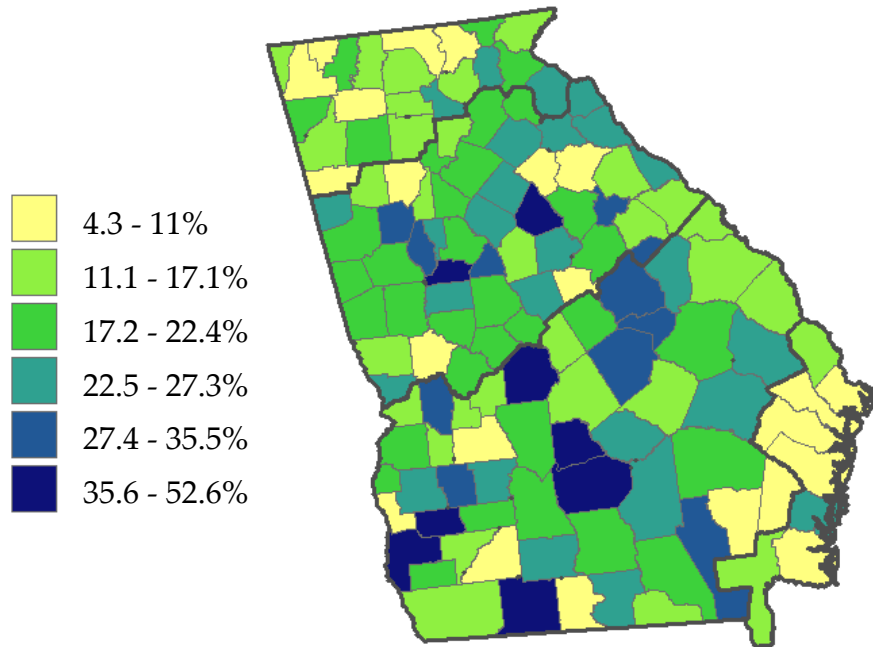 4.3 - 11%
11.1 - 17.1%
17.2 - 22.4%
22.5 - 27.3%
27.4 - 35.5%
35.6 - 52.6%